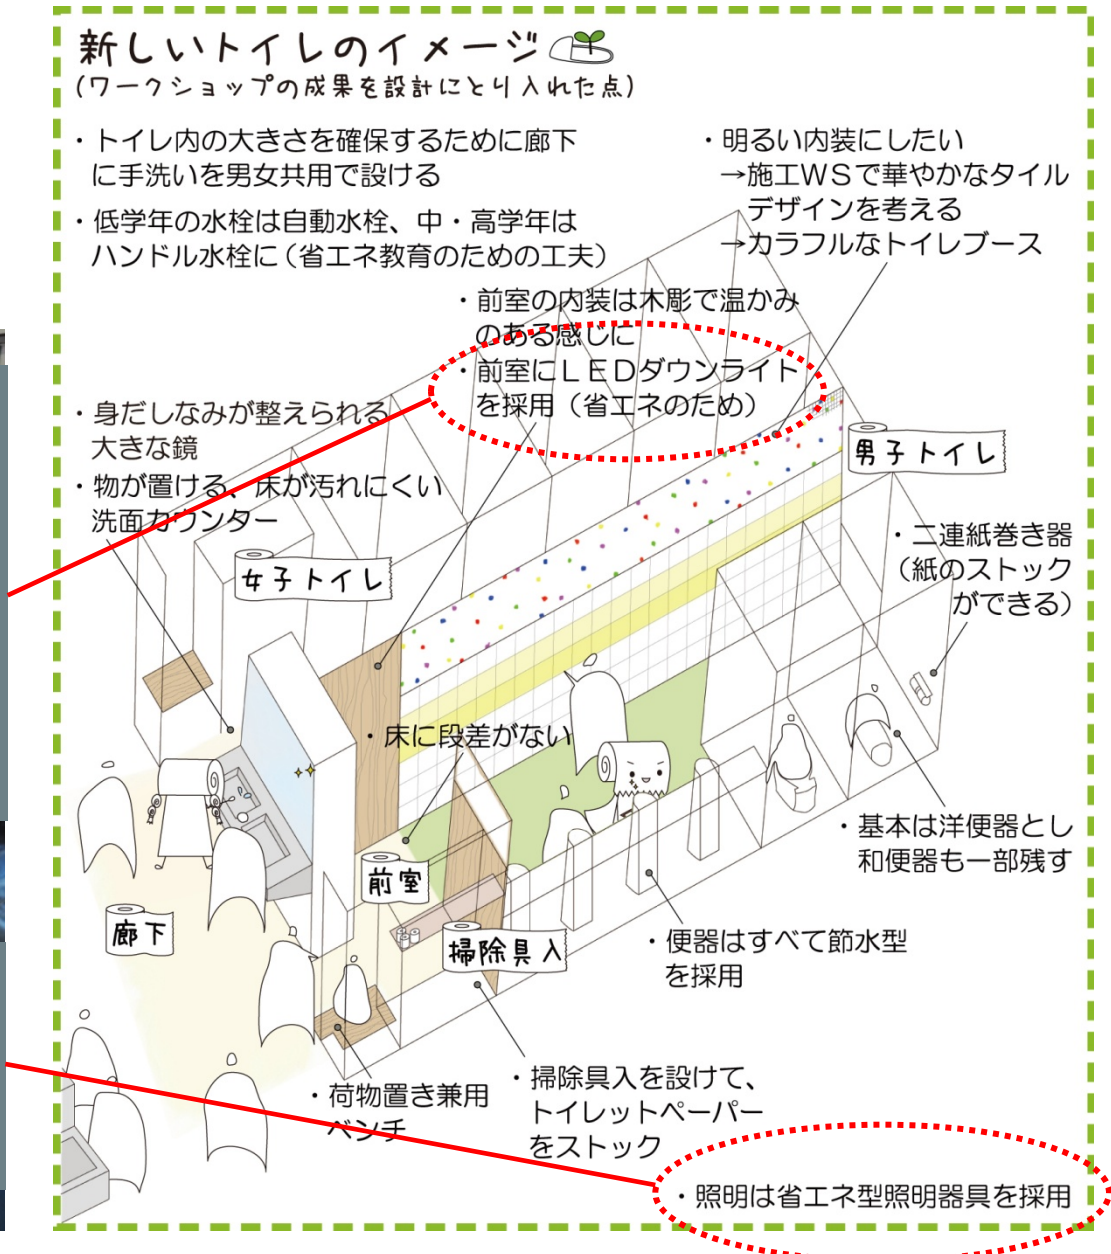 新しいトイレのイメージ
(ワークショップの成果を設計にとり入れた点)
・トイレ内の大きさを確保するために廊下
に手洗いを男女共用で設ける
・低学年の水栓は自動水栓、中・高学年は
ハンドル水栓に(省エネ教育のための工夫)
・明るい内装にしたい
→施工WSで華やかなタイル
デザインを考える
→カラフルなトイレブース
・前室の内装は木彫で温かみ
のある感じに
・前室にLEDダウンライト
を採用(省エネのため)
・身だしなみが整えられる
大きな鏡
・物が置ける、床が汚れにくい
洗面カウンター
男子トイレ
女子トイレ
・二連紙巻き器
(紙のストック
ができる)
・床に段差がない
・基本は洋便器とし
和便器も一部残す
前室
廊下
掃除具入
・便器はすべて節水型
を採用
・荷物置き兼用
ベンチ
・掃除具入を設けて、
トイレットペーパー
をストック
・照明は省エネ型照明器具を採用